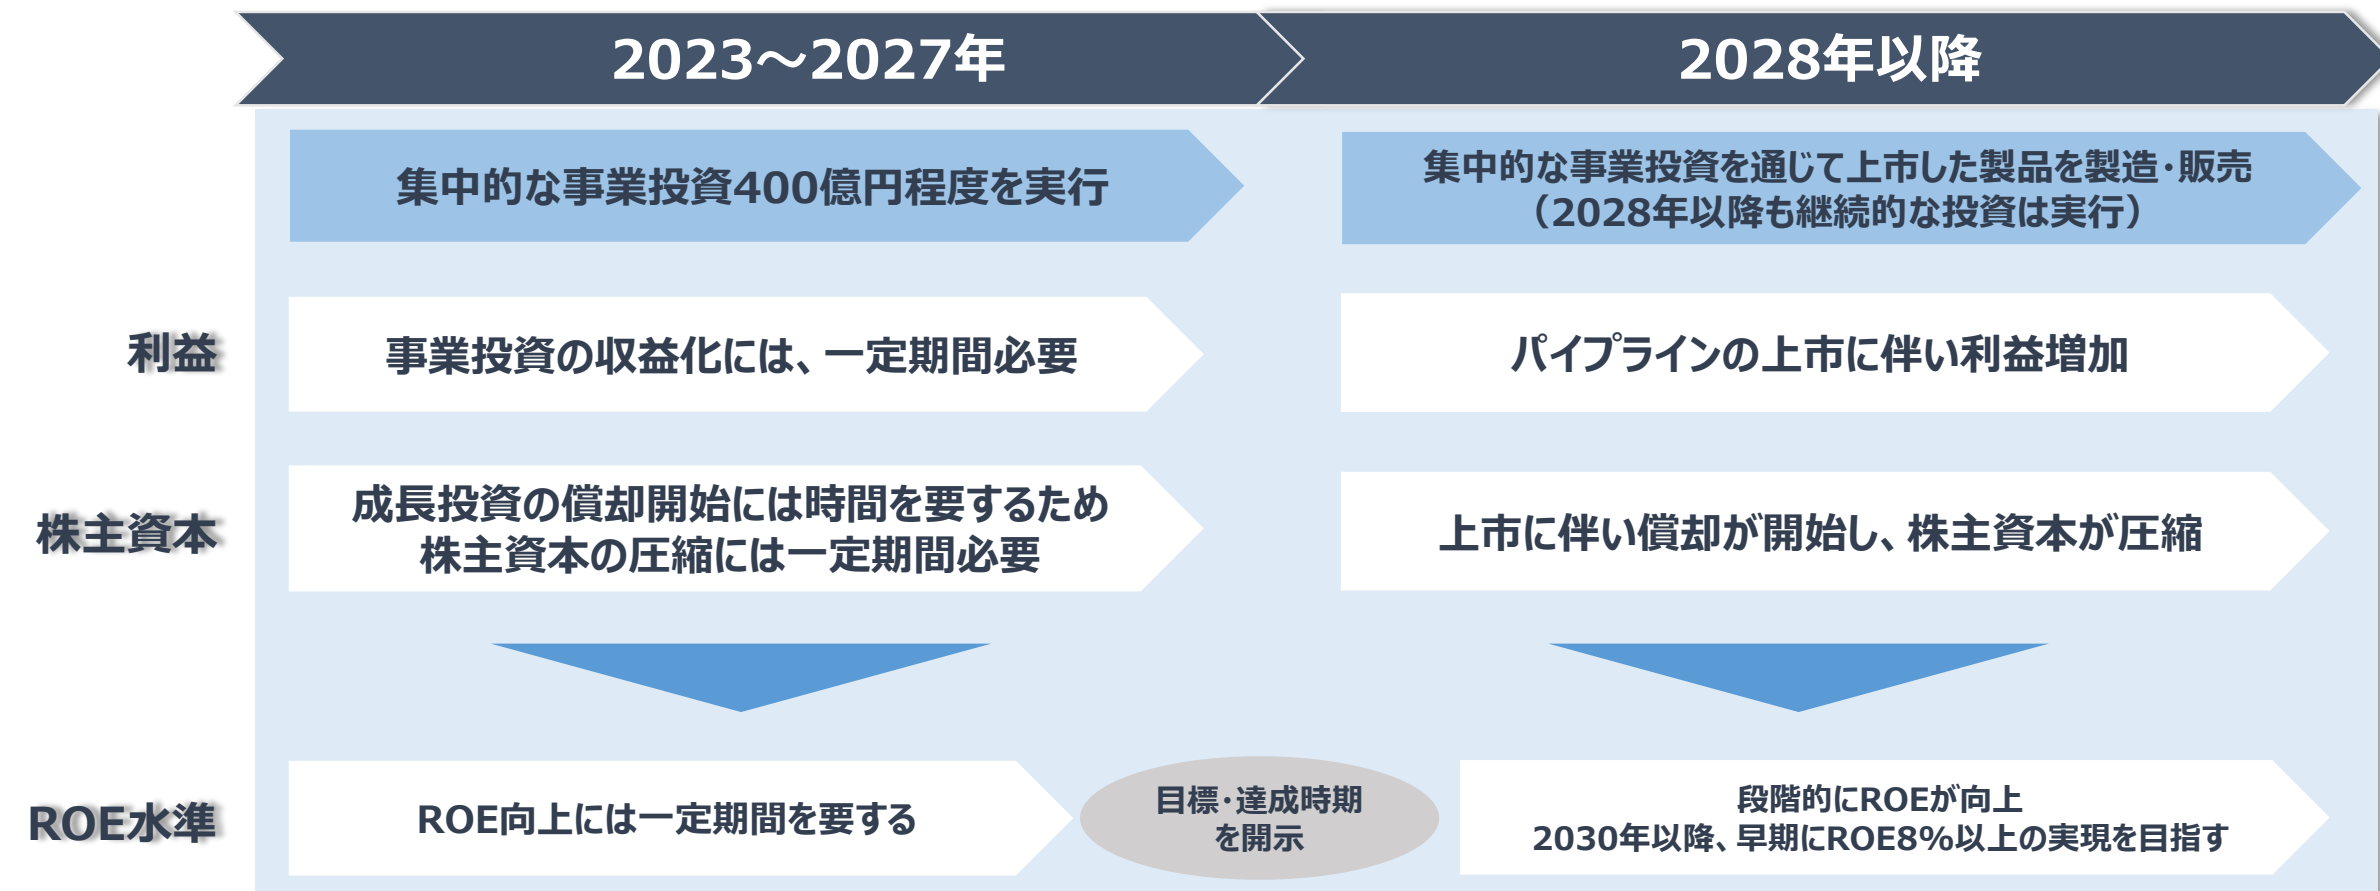 2023～2027年
2028年以降
集中的な事業投資400億円程度を実行
集中的な事業投資を通じて上市した製品を製造・販売
（2028年以降も継続的な投資は実行）
利益
事業投資の収益化には、一定期間必要
パイプラインの上市に伴い利益増加
株主資本
成長投資の償却開始には時間を要するため
株主資本の圧縮には一定期間必要
上市に伴い償却が開始し、株主資本が圧縮
ROE水準
ROE向上には一定期間を要する
目標・達成時期
を開示
段階的にROEが向上
2030年以降、早期にROE8%以上の実現を目指す